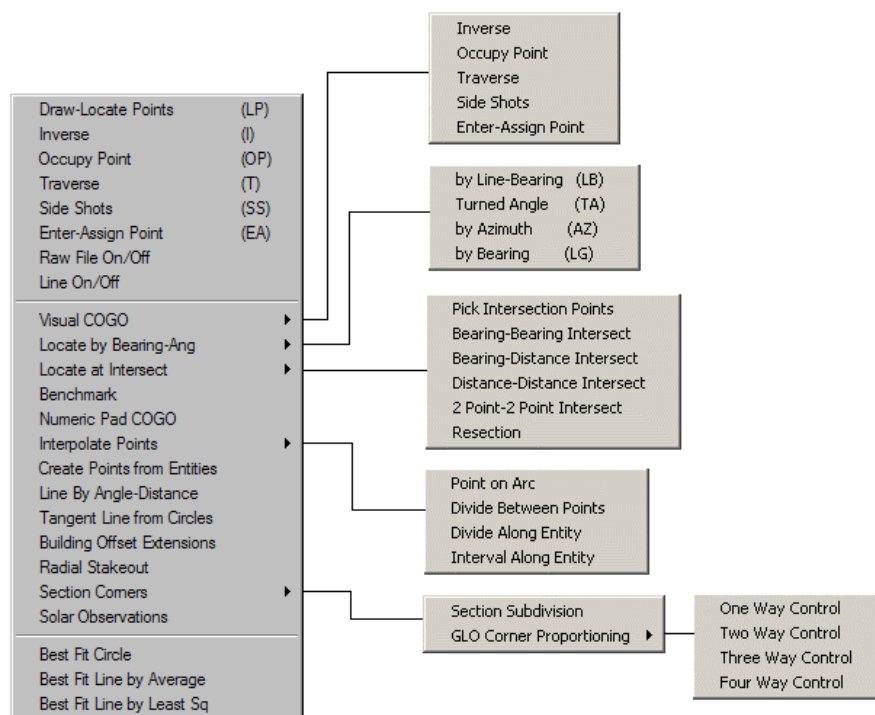 Draw-Locate Points (LP)
Inverse (I)
Occupy Point (OP)
Traverse (T)
Side Shots (SS)
Enter-Assign Point (EA)
Raw File On/Off
Line On/Off
Visual COGO
Locate by Bearing-Ang
Locate at Intersect
Benchmark
Numeric Pad COGO
Interpolate Points
Create Points from Entities
Line By Angle-Distance
Tangent Line from Circles
Building Offset Extensions
Radial Stakeout
Section Corners
Solar Observations
Best Fit Circle
Best Fit Line by Average
Best Fit Line by Least Sq
Inverse
Occupy Point
Traverse
Side Shots
Enter-Assign Point
by Line-Bearing (LB)
Turned Angle (TA)
by Azimuth (AZ)
by Bearing (LG)
Pick Intersection Points
Bearing-Bearing Intersect
Bearing-Distance Intersect
Distance-Distance Intersect
2 Point-2 Point Intersect
Resection
Point on Arc
Divide Between Points
Divide Along Entity
Interval Along Entity
Section Subdivision
GLO Corner Proportioning
One Way Control
Two Way Control
Three Way Control
Four Way Control